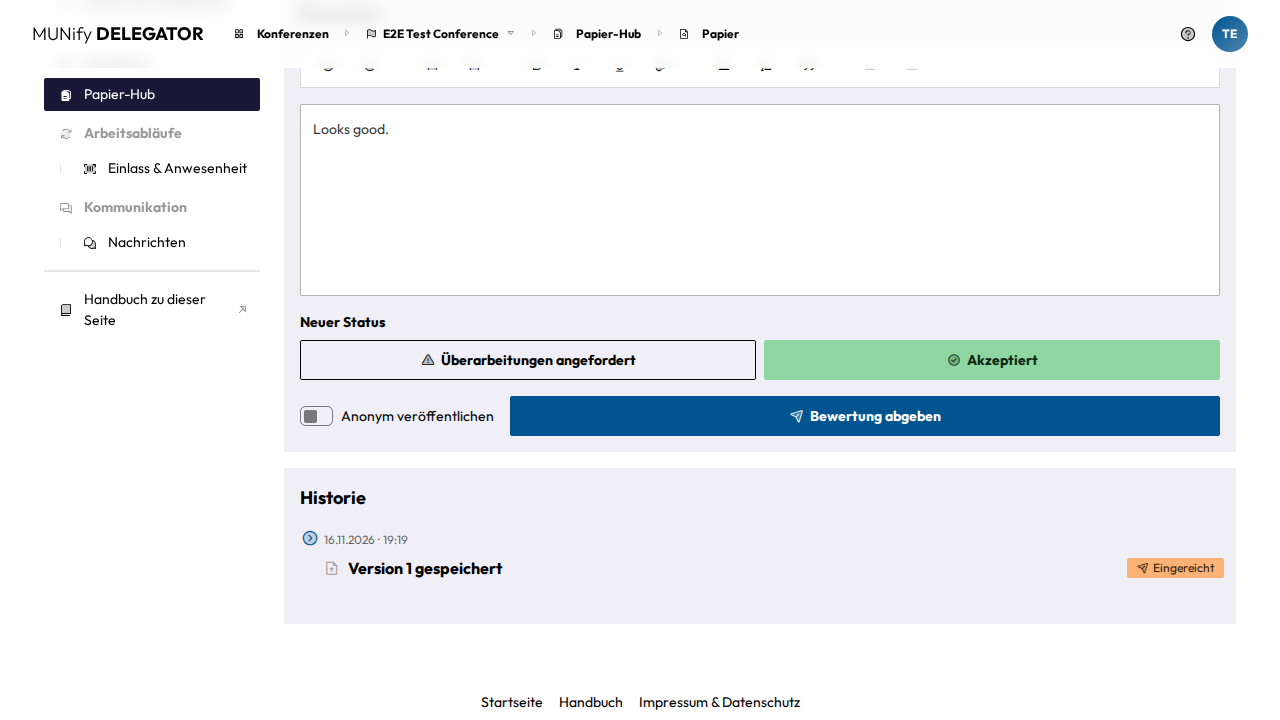 MUNify DELEGATOR
Konferenzen
E2E Test Conference
Papier-Hub
Papier
TE
Papier-Hub
Arbeitsabläufe
Einlass & Anwesenheit
Kommunikation
Nachrichten
Handbuch zu dieser
Seite
Looks good.
Neuer Status
Überarbeitungen angefordert
Akzeptiert
Anonym veröffentlichen
Bewertung abgeben
Historie
16.11.2026 · 19:19
Version 1 gespeichert
Eingereicht
Startseite
Handbuch
Impressum & Datenschutz